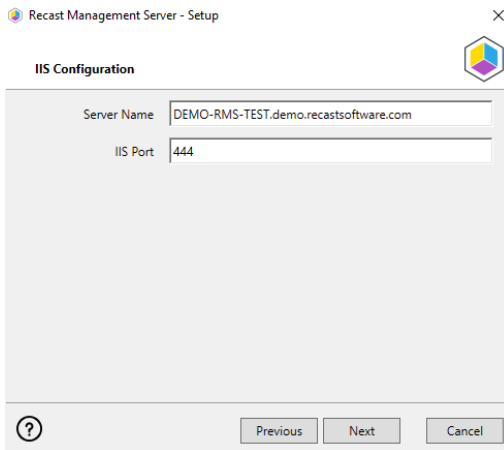 Recast Management Server - Setup
IIS Configuration
Server Name DEMO-RMS-TEST.demo.recastsoftware.com
IIS Port 444
? Previous Next Cancel